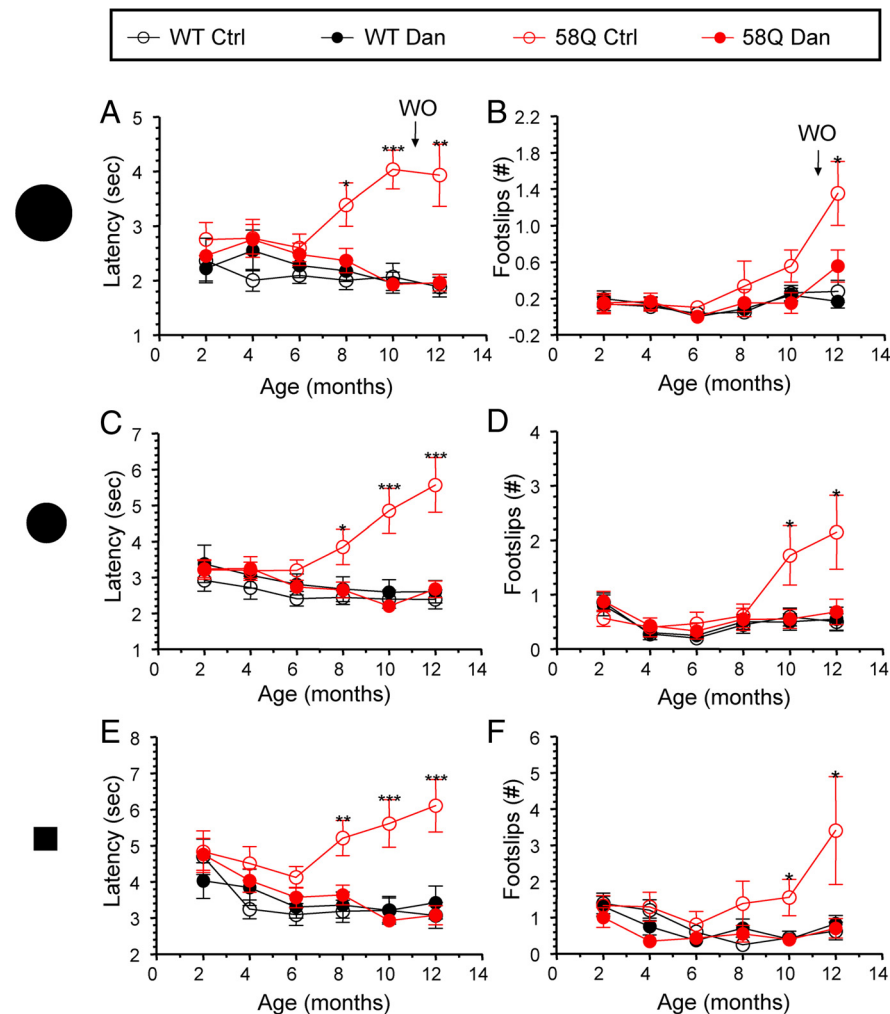 WT Ctrl WT Dan 58Q Ctrl 58Q Dan
A
WO
Latency (sec)
5
4
3
2
1
* *** **
0 2 4 6 8 10 12 14
Age (months)
B
WO
Footslips (#)
2.2
1.8
1.4
1.0
0.6
0.2
-0.2
*
0 2 4 6 8 10 12 14
Age (months)
C
Latency (sec)
7
6
5
4
3
2
1
* *** ***
0 2 4 6 8 10 12 14
Age (months)
D
Footslips (#)
4
3
2
1
0
* *
0 2 4 6 8 10 12 14
Age (months)
E
Latency (sec)
8
7
6
5
4
3
2
** *** ***
0 2 4 6 8 10 12 14
Age (months)
F
Footslips (#)
6
5
4
3
2
1
0
* *
0 2 4 6 8 10 12 14
Age (months)